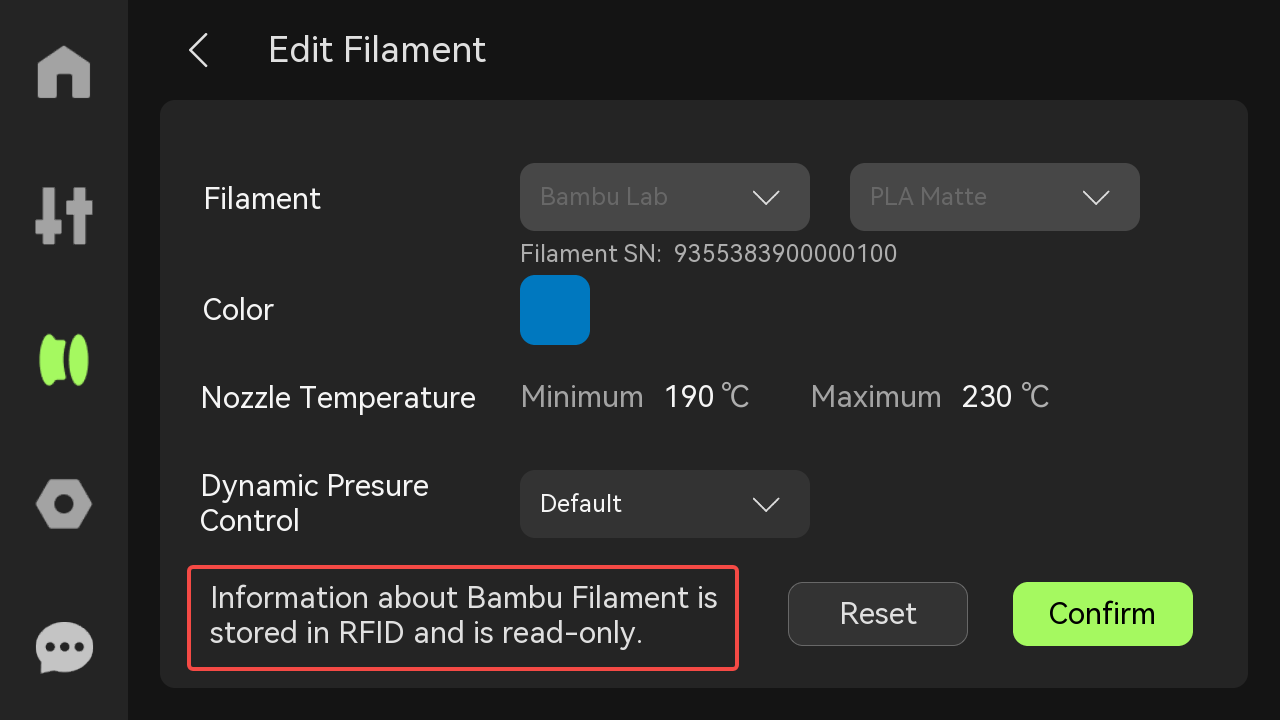 Edit Filament
Filament
Bambu Lab
PLA Matte
Filament SN: 9355383900000100
Color
Nozzle Temperature
Minimum 190 ℃
Maximum 230 ℃
Dynamic Presure
Control
Default
Information about Bambu Filament is
stored in RFID and is read-only.
Reset
Confirm